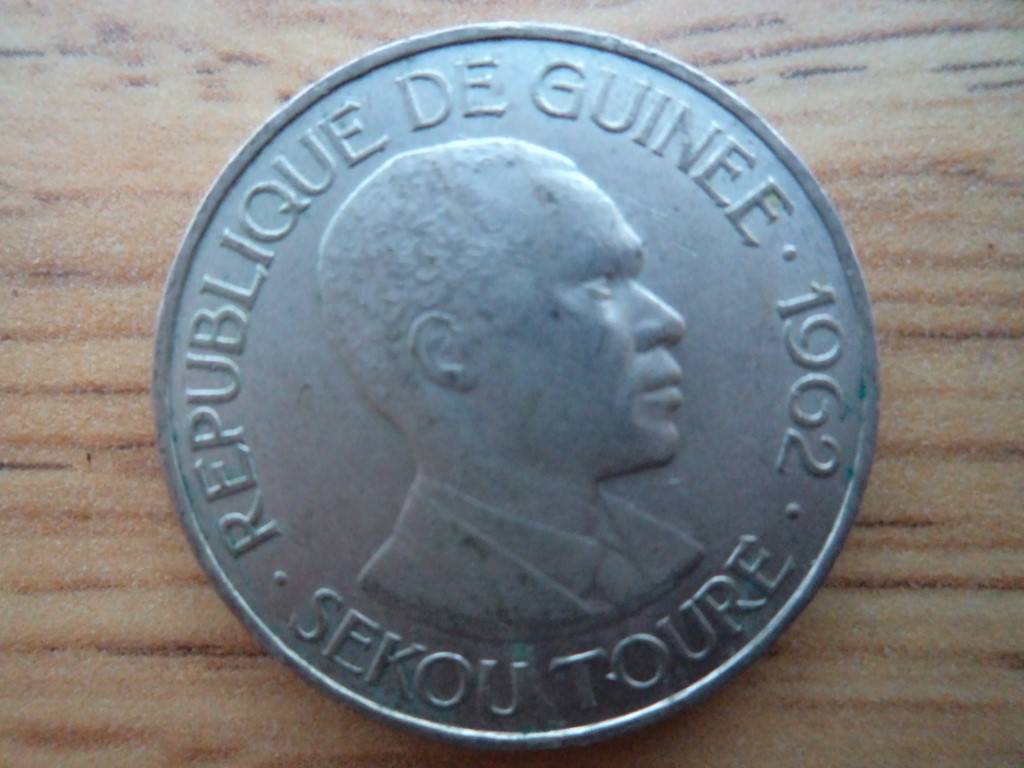 REPUBLIQUE DE GUINEE · 1962 ·
SEKOU TOURE ·